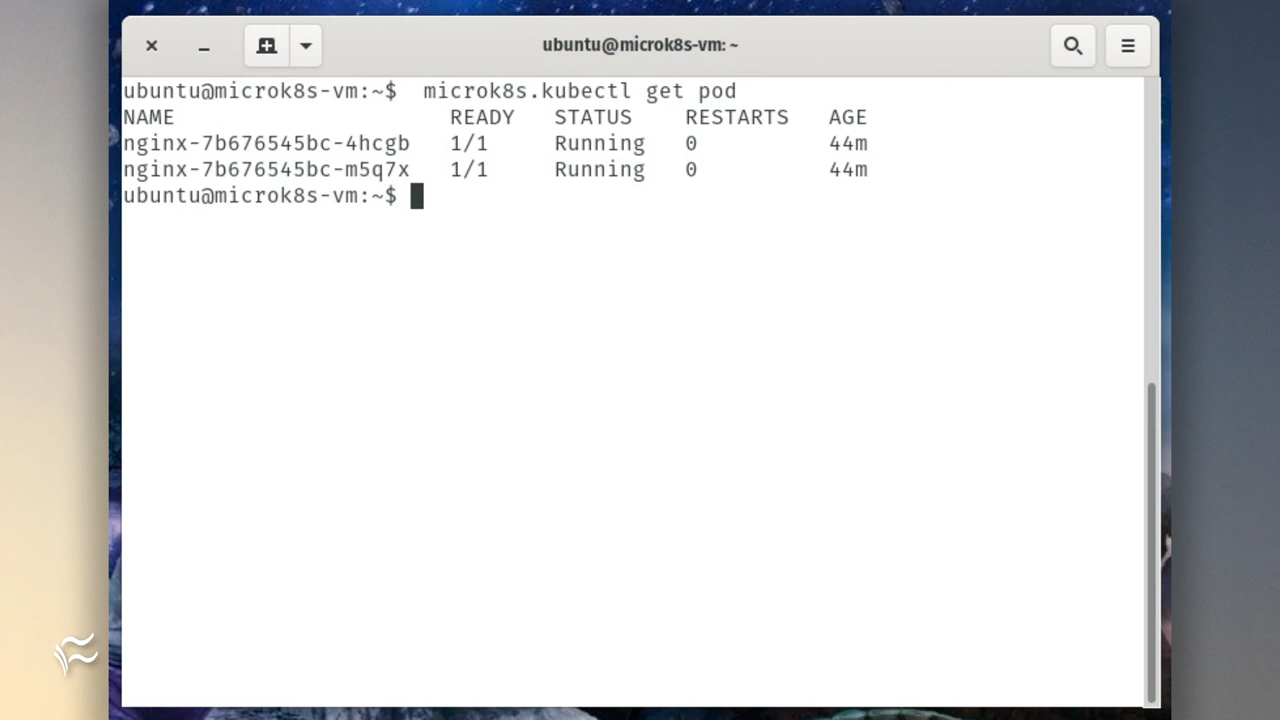 ubuntu@microk8s-vm: ~
ubuntu@microk8s-vm:~$  microk8s.kubectl get pod
NAME                     READY   STATUS    RESTARTS   AGE
nginx-7b676545bc-4hcgb   1/1     Running   0          44m
nginx-7b676545bc-m5q7x   1/1     Running   0          44m
ubuntu@microk8s-vm:~$